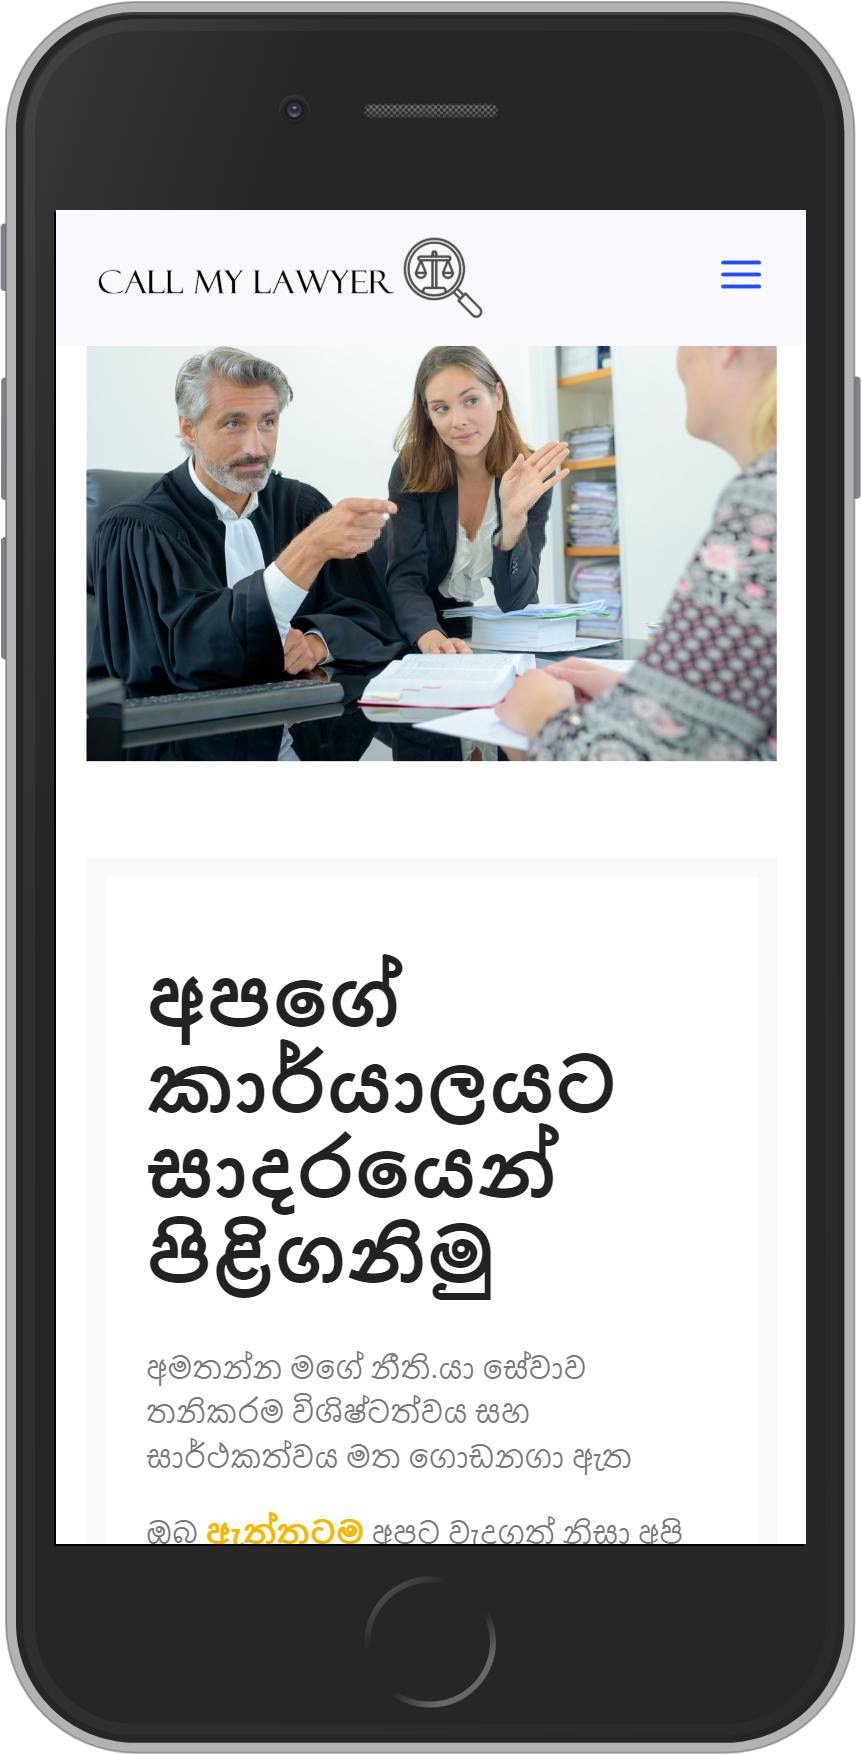 CALL MY LAWYER
අපගේ
කාර්යාලයට
සාදරයෙන්
පිළිගනිමු
අමතන්න මගේ නීති.යා සේවාව
තනිකරම විශිෂ්ටත්වය සහ
සාර්ථකත්වය මත ගොඩනගා ඇත
ඔබ ඇත්තටම අපට වැදගත් නිසා අපි